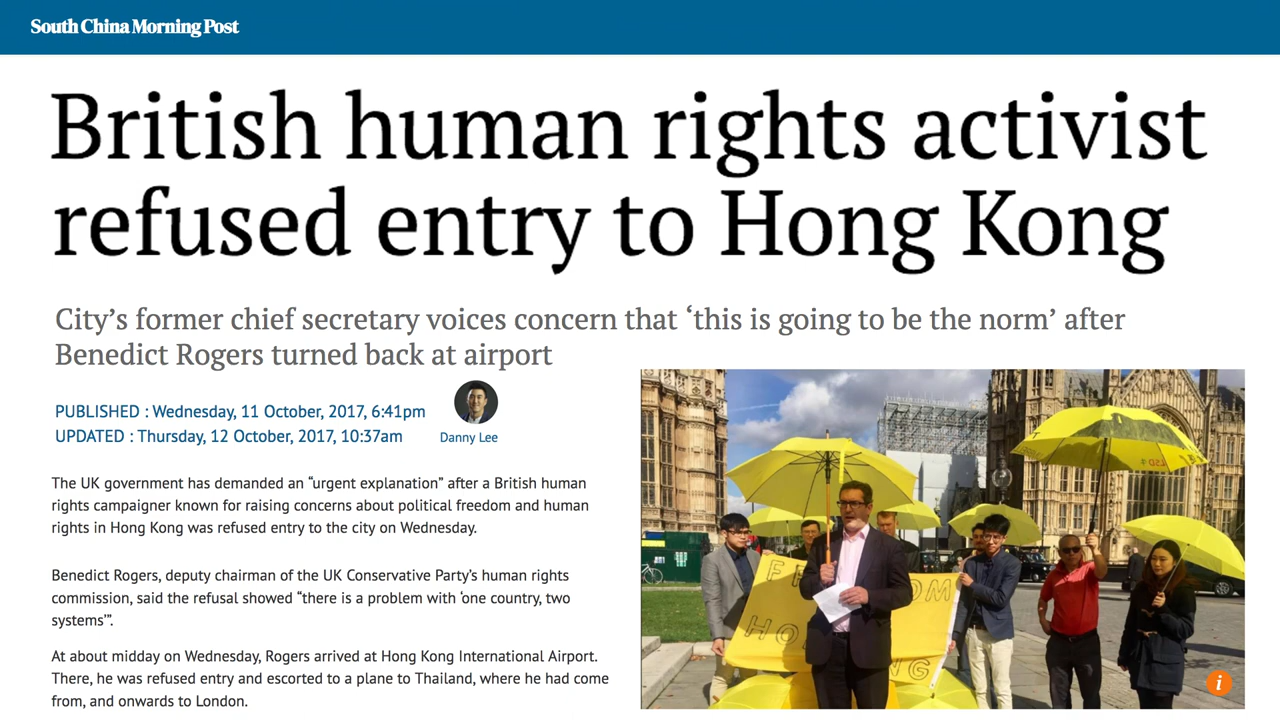 South China Morning Post
British human rights activist
refused entry to Hong Kong
City’s former chief secretary voices concern that ‘this is going to be the norm’ after
Benedict Rogers turned back at airport
PUBLISHED : Wednesday, 11 October, 2017, 6:41pm
UPDATED : Thursday, 12 October, 2017, 10:37am
Danny Lee
The UK government has demanded an “urgent explanation” after a British human
rights campaigner known for raising concerns about political freedom and human
rights in Hong Kong was refused entry to the city on Wednesday.
Benedict Rogers, deputy chairman of the UK Conservative Party’s human rights
commission, said the refusal showed “there is a problem with ‘one country, two
systems’”.
At about midday on Wednesday, Rogers arrived at Hong Kong International Airport.
There, he was refused entry and escorted to a plane to Thailand, where he had come
from, and onwards to London.
LSD
i